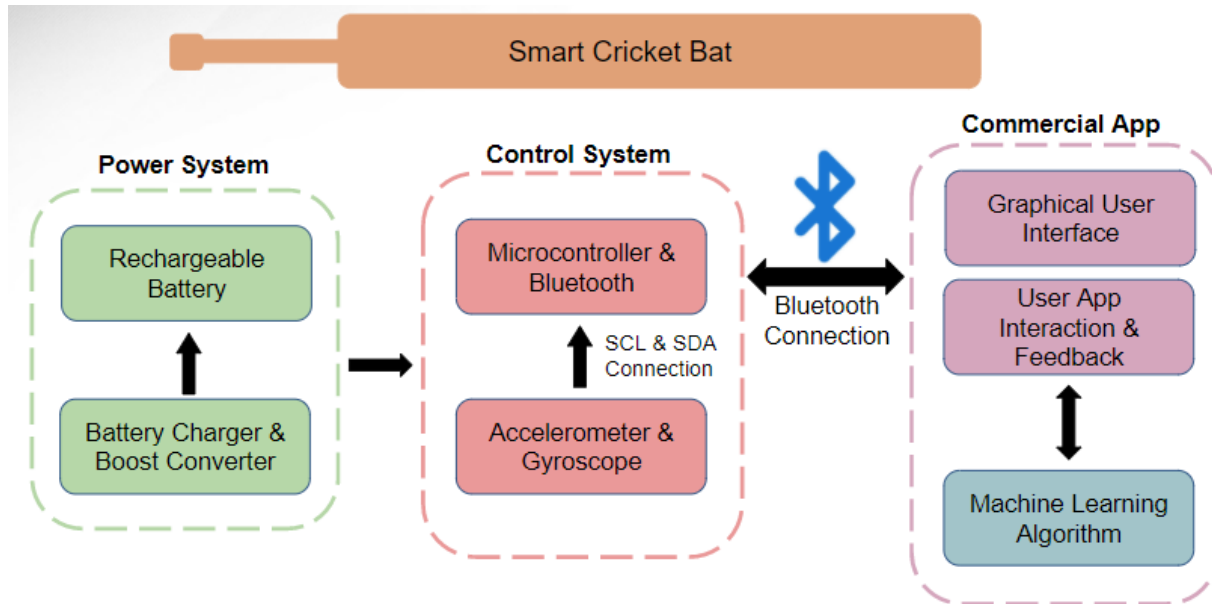 Smart Cricket Bat
Power System
Rechargeable
Battery
Battery Charger &
Boost Converter
Control System
Microcontroller &
Bluetooth
SCL & SDA
Connection
Accelerometer &
Gyroscope
Bluetooth
Connection
Commercial App
Graphical User
Interface
User App
Interaction &
Feedback
Machine Learning
Algorithm